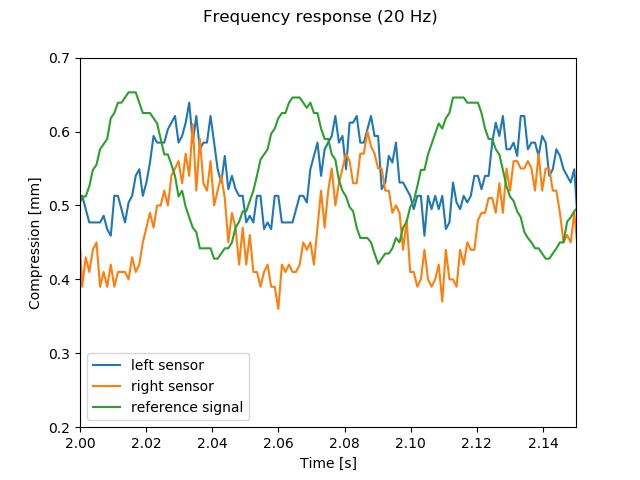 Frequency response (20 Hz)
0.7
0.6
0.5
0.4
0.3
0.2
Compression [mm]
left sensor
right sensor
reference signal
2.00 2.02 2.04 2.06 2.08 2.10 2.12 2.14
Time [s]